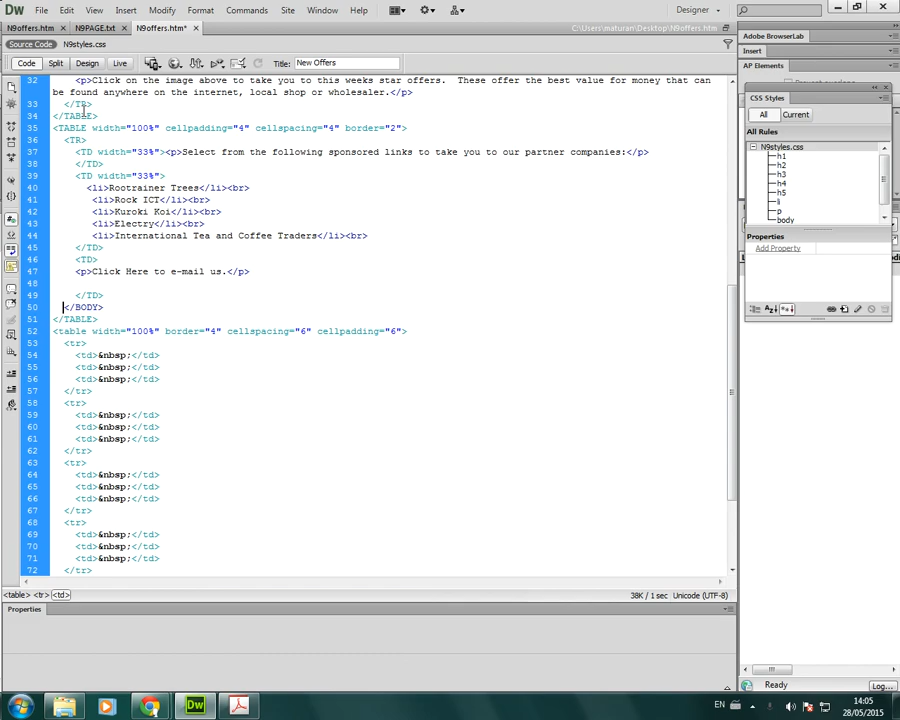 Dw File Edit View Insert Modify Format Commands Site Window Help Designer
N9offers.htm × N9PAGE.txt × N9offers.htm* × C:\Users\maturan\Desktop\N9offers.htm
Source Code N9styles.css
Code Split Design Live Title: New Offers
32 <p>Click on the image above to take you to this weeks star offers. These offer the best value for money that can
be found anywhere on the internet, local shop or wholesaler.</p>
33 </TR>
34 </TABLE>
35 <TABLE width="100%" cellpadding="4" cellspacing="4" border="2">
36 <TR>
37 <TD width="33%"><p>Select from the following sponsored links to take you to our partner companies:</p>
38 </TD>
39 <TD width="33%">
40 <li>Rootrainer Trees</li><br>
41 <li>Rock ICT</li><br>
42 <li>Kuroki Koi</li><br>
43 <li>Electry</li><br>
44 <li>International Tea and Coffee Traders</li><br>
45 </TD>
46 <TD>
47 <p>Click Here to e-mail us.</p>
48
49 </TD>
50 </BODY>
51 </TABLE>
52 <table width="100%" border="4" cellspacing="6" cellpadding="6">
53 <tr>
54 <td>&nbsp;</td>
55 <td>&nbsp;</td>
56 <td>&nbsp;</td>
57 </tr>
58 <tr>
59 <td>&nbsp;</td>
60 <td>&nbsp;</td>
61 <td>&nbsp;</td>
62 </tr>
63 <tr>
64 <td>&nbsp;</td>
65 <td>&nbsp;</td>
66 <td>&nbsp;</td>
67 </tr>
68 <tr>
69 <td>&nbsp;</td>
70 <td>&nbsp;</td>
71 <td>&nbsp;</td>
72 </tr>
<table> <tr> <td> 38K / 1 sec Unicode (UTF-8)
Properties
Adobe BrowserLab
Insert
AP Elements
CSS Styles
All Current
All Rules
N9styles.css
h1
h2
h3
h4
h5
li
p
body
Properties
Add Property
Ready Log...
Dw EN 14:05
28/05/2015